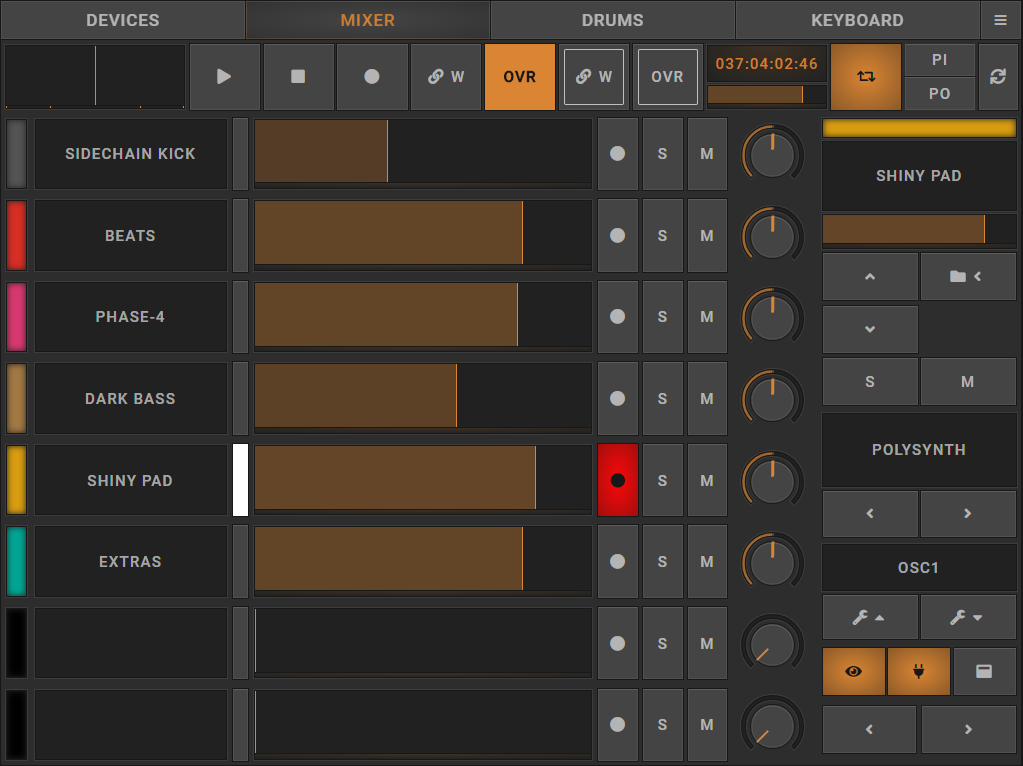 DEVICES MIXER DRUMS KEYBOARD
W OVR W OVR 037:04:02:46 PI
PO
SIDECHAIN KICK S M
BEATS S M
PHASE-4 S M
DARK BASS S M
SHINY PAD S M
EXTRAS S M
S M
S M
SHINY PAD
S M
POLYSYNTH
OSC1